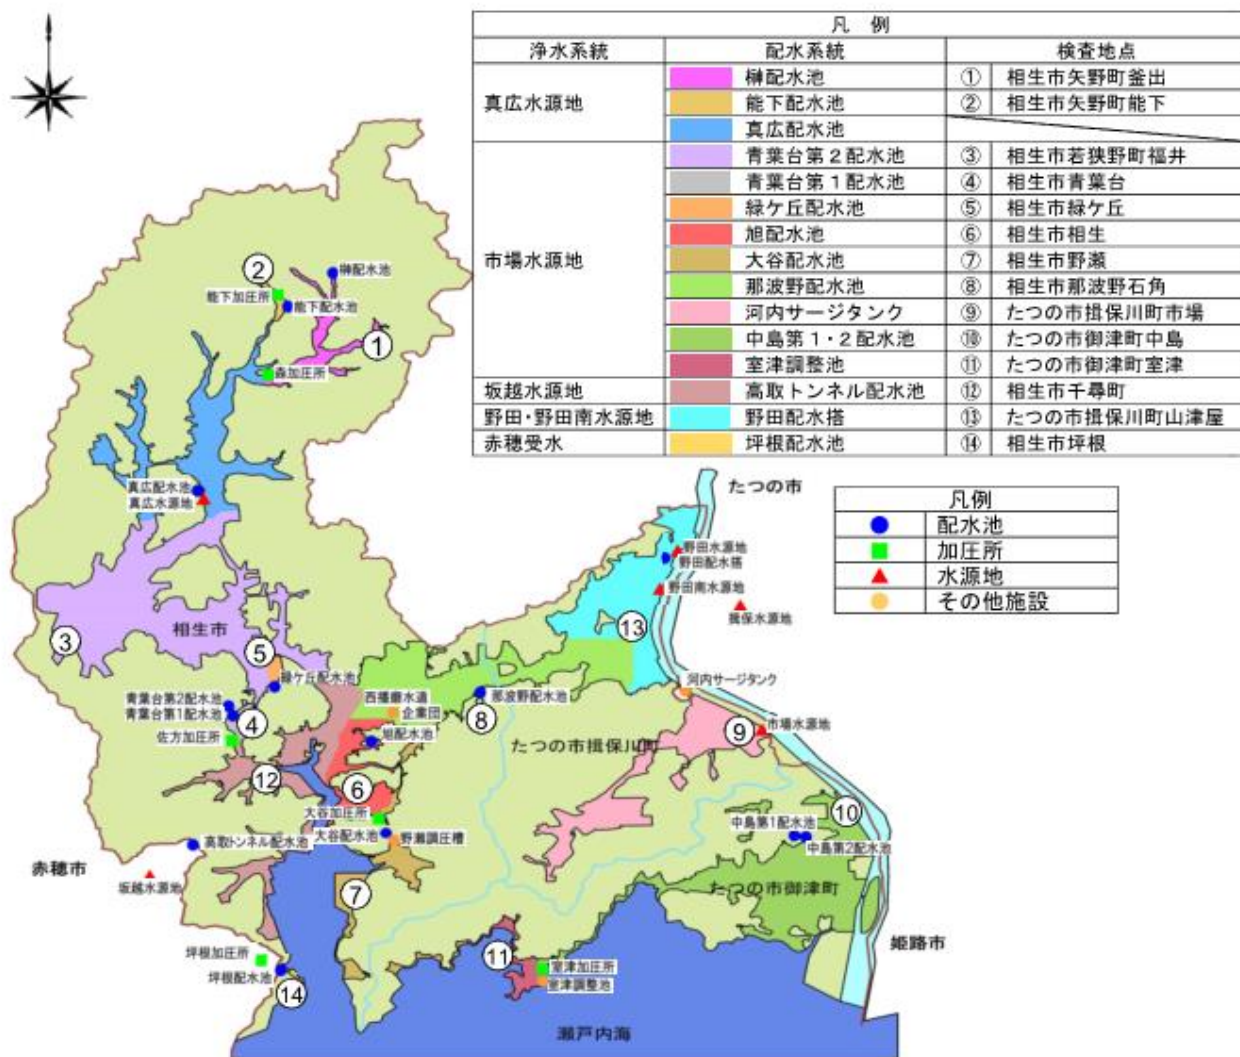 凡 例
浄水系統 配水系統 検査地点
真広水源地 榊配水池 ① 相生市矢野町釜出
能下配水池 ② 相生市矢野町能下
真広配水池
市場水源地 青葉台第2配水池 ③ 相生市若狭野町福井
青葉台第1配水池 ④ 相生市青葉台
緑ケ丘配水池 ⑤ 相生市緑ケ丘
旭配水池 ⑥ 相生市相生
大谷配水池 ⑦ 相生市野瀬
那波野配水池 ⑧ 相生市那波野石角
河内サージタンク ⑨ たつの市揖保川町市場
中島第1・2配水池 ⑩ たつの市御津町中島
室津調整池 ⑪ たつの市御津町室津
坂越水源地 高取トンネル配水池 ⑫ 相生市千尋町
野田・野田南水源地 野田配水搭 ⑬ たつの市揖保川町山津屋
赤穂受水 坪根配水池 ⑭ 相生市坪根
凡例
配水池
加圧所
水源地
その他施設
②
榊配水池
能下加圧所
能下配水池
①
森加圧所
真広配水池
真広水源地
たつの市
野田水源地
野田配水搭
野田南水源地
揖保水源地
⑬
③
相生市
⑤
緑ケ丘配水池
青葉台第2配水池
青葉台第1配水池
④
佐方加圧所
西播磨水道
企業団
那波野配水池
⑧
河内サージタンク
旭配水池
たつの市揖保川町
⑨
市場水源地
⑫
⑥
大谷加圧所
大谷配水池
野瀬調圧槽
⑩
中島第1配水池
中島第2配水池
高取トンネル配水池
赤穂市
坂越水源地
⑦
たつの市御津町
姫路市
坪根加圧所
坪根配水池
⑭
⑪
室津加圧所
室津調整池
瀬戸内海